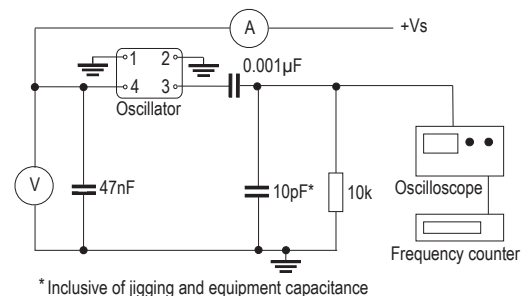 A
+Vs
1
2
0.001µF
4
3
Oscillator
V
47nF
10pF*
10k
Oscilloscope
Frequency counter
* Inclusive of jigging and equipment capacitance